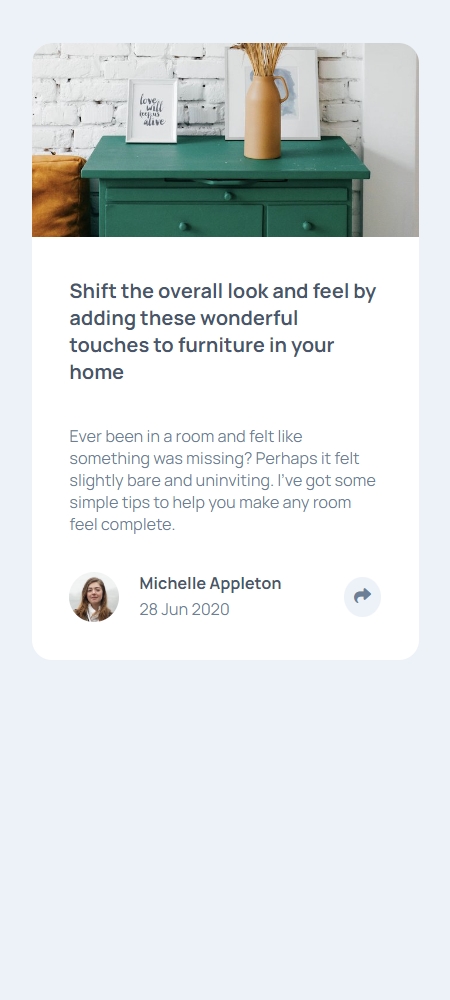 love
will
keep us
alive
Shift the overall look and feel by
adding these wonderful
touches to furniture in your
home
Ever been in a room and felt like
something was missing? Perhaps it felt
slightly bare and uninviting. I've got some
simple tips to help you make any room
feel complete.
Michelle Appleton
28 Jun 2020